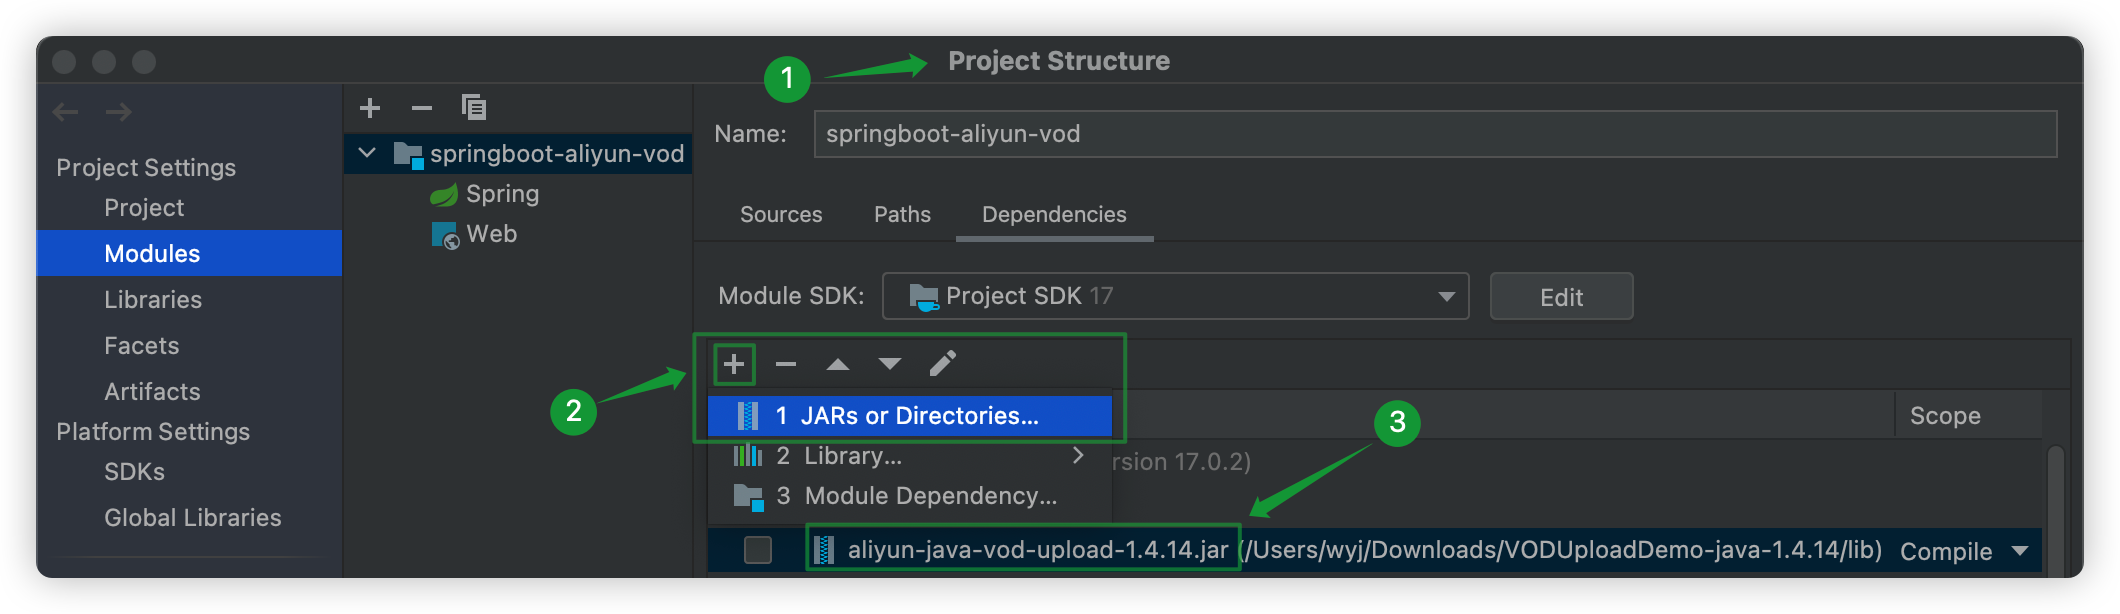 1
Project Structure
Name:
springboot-aliyun-vod
Project Settings
Project
Modules
Libraries
Facets
Artifacts
Platform Settings
SDKs
Global Libraries
springboot-aliyun-vod
Spring
Web
Sources
Paths
Dependencies
Module SDK:
Project SDK 17
Edit
2
1 JARs or Directories...
3
Scope
2 Library...
17.0.2)
3 Module Dependency...
aliyun-java-vod-upload-1.4.14.jar (/Users/wyj/Downloads/VODUploadDemo-java-1.4.14/lib)
Compile